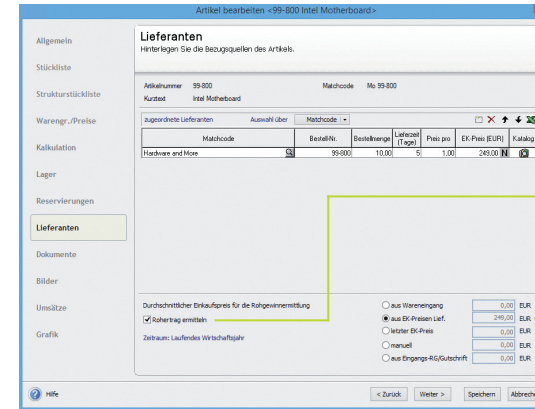 Artikel bearbeiten <99-800 Intel Motherboard>
Allgemein
Stückliste
Strukturstückliste
Warengr./Preise
Kalkulation
Lager
Reservierungen
Lieferanten
Dokumente
Bilder
Umsätze
Grafik
Lieferanten
Hinterlegen Sie die Bezugsquellen des Artikels.
Artikelnummer 99-800 Matchcode Mo 99-800
Kurztext Intel Motherboard
zugeordnete Lieferanten Auswahl über Matchcode
Matchcode Bestell-Nr. Bestellmenge Lieferzeit (Tage) Preis pro EK-Preis [EUR] Katalog
Hardware and More 99-800 10,00 5 1,00 249,00 N
Durchschnittlicher Einkaufspreis für die Rohgewinnermittlung
Rohertrag ermitteln
Zeitraum: Laufendes Wirtschaftsjahr
aus Wareneingang 0,00 EUR
aus EK-Preisen Lief. 249,00 EUR
letzter EK-Preis 0,00 EUR
manuell 0,00 EUR
aus Eingangs-RG/Gutschrift 0,00 EUR
Hilfe
< Zurück Weiter > Speichern Abbreche